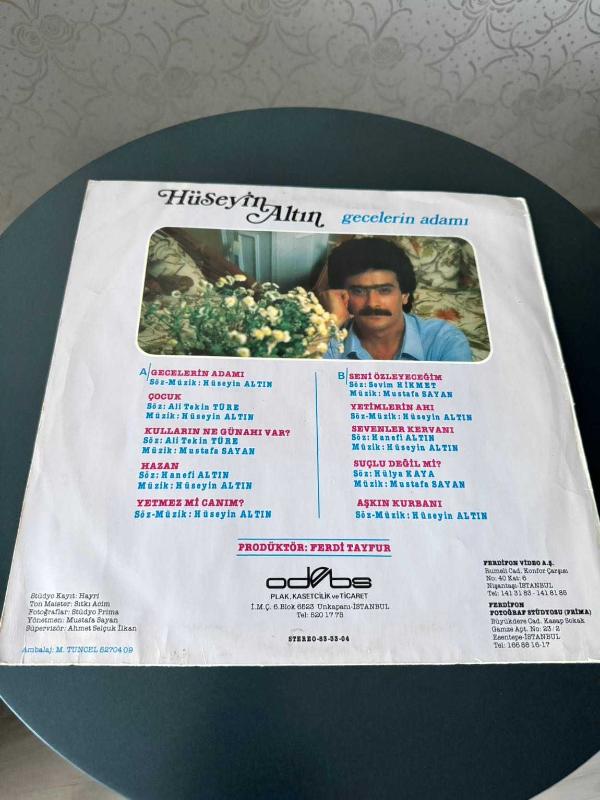 Hüseyin Altın
gecelerin adamı
A/ GECELERİN ADAMI
Söz-Müzik: Hüseyin ALTIN
ÇOCUK
Söz: Ali Tekin TÜRE
Müzik: Hüseyin ALTIN
KULLARIN NE GÜNAHI VAR?
Söz: Ali Tekin TÜRE
Müzik: Mustafa SAYAN
HAZAN
Söz: Hanefi ALTIN
Müzik: Hüseyin ALTIN
YETMEZ Mİ CANIM?
Söz-Müzik: Hüseyin ALTIN
B/ SENİ ÖZLEYECEĞİM
Söz: Sevim HİKMET
Müzik: Mustafa SAYAN
YETİMLERİN AHI
Söz-Müzik: Hüseyin ALTIN
SEVENLER KERVANI
Söz: Hanefi ALTIN
Müzik: Hüseyin ALTIN
SUÇLU DEĞİL Mİ?
Söz: Hülya KAYA
Müzik: Mustafa SAYAN
AŞKIN KURBANI
Söz-Müzik: Hüseyin ALTIN
PRODÜKTÖR: FERDİ TAYFUR
odebs
PLAK, KASETCİLİK ve TİCARET
İ.M.Ç. 6. Blok 6523 Unkapanı-İSTANBUL
Tel: 520 17 75
STEREO-83-33-04
Stüdyo Kayıt: Hayri
Ton Maister: Sıtkı Acim
Fotoğraflar: Stüdyo Prima
Yönetmen: Mustafa Sayan
Süpervizör: Ahmet Selçuk İlkan
Ambalaj: M. TUNCEL 5270409
FERDİFON VİDEO A.Ş.
Rumeli Cad. Konfor Çarşısı
No: 40 Kat: 6
Nişantaşı-İSTANBUL
Tel: 141 31 83 - 141 81 85
FERDİFON
FOTOĞRAF STÜDYOSU (PRİMA)
Büyükdere Cad. Kasap Sokak
Gamze Apt. No: 23/2
Esentepe-İSTANBUL
Tel: 166 88 16-17